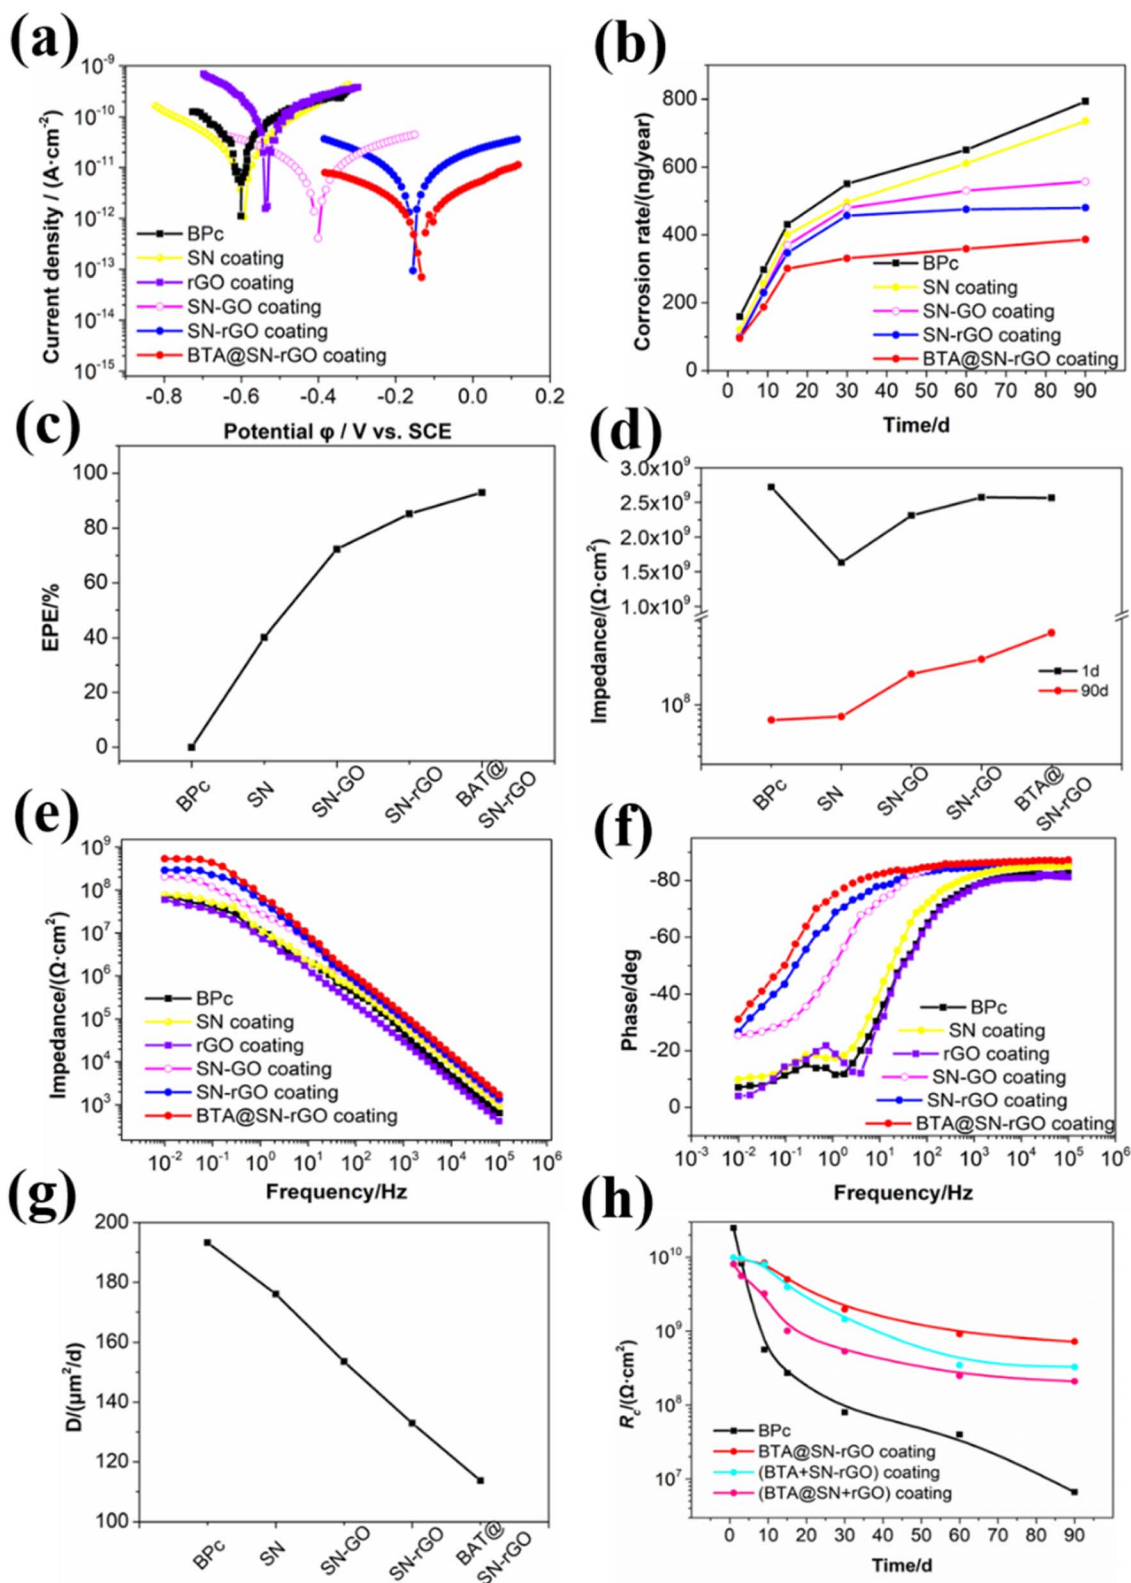 (a)
Current density / (A·cm⁻²)
10⁻⁹
10⁻¹⁰
10⁻¹¹
10⁻¹²
10⁻¹³
10⁻¹⁴
10⁻¹⁵
BPc
SN coating
rGO coating
SN-GO coating
SN-rGO coating
BTA@SN-rGO coating
-0.8 -0.6 -0.4 -0.2 0.0 0.2
Potential φ / V vs. SCE
(b)
Corrosion rate/(ng/year)
800
600
400
200
0
BPc
SN coating
SN-GO coating
SN-rGO coating
BTA@SN-rGO coating
0 10 20 30 40 50 60 70 80 90
Time/d
(c)
EPE/%
100
80
60
40
20
0
BPc
SN
SN-GO
SN-rGO
BAT@
SN-rGO
(d)
Impedance/(Ω·cm²)
3.0x10⁹
2.5x10⁹
2.0x10⁹
1.5x10⁹
1.0x10⁹
10⁸
1d
90d
BPc
SN
SN-GO
SN-rGO
BTA@
SN-rGO
(e)
Impedance/(Ω·cm²)
10⁹
10⁸
10⁷
10⁶
10⁵
10⁴
10³
BPc
SN coating
rGO coating
SN-GO coating
SN-rGO coating
BTA@SN-rGO coating
10⁻² 10⁻¹ 10⁰ 10¹ 10² 10³ 10⁴ 10⁵ 10⁶
Frequency/Hz
(f)
Phase/deg
-80
-60
-40
-20
0
BPc
SN coating
rGO coating
SN-GO coating
SN-rGO coating
BTA@SN-rGO coating
10⁻³ 10⁻² 10⁻¹ 10⁰ 10¹ 10² 10³ 10⁴ 10⁵ 10⁶
Frequency/Hz
(g)
D/(μm²/d)
200
180
160
140
120
100
BPc
SN
SN-GO
SN-rGO
BAT@
SN-rGO
(h)
R_c/(Ω·cm²)
10¹⁰
10⁹
10⁸
10⁷
BPc
BTA@SN-rGO coating
(BTA+SN-rGO) coating
(BTA@SN+rGO) coating
0 10 20 30 40 50 60 70 80 90
Time/d